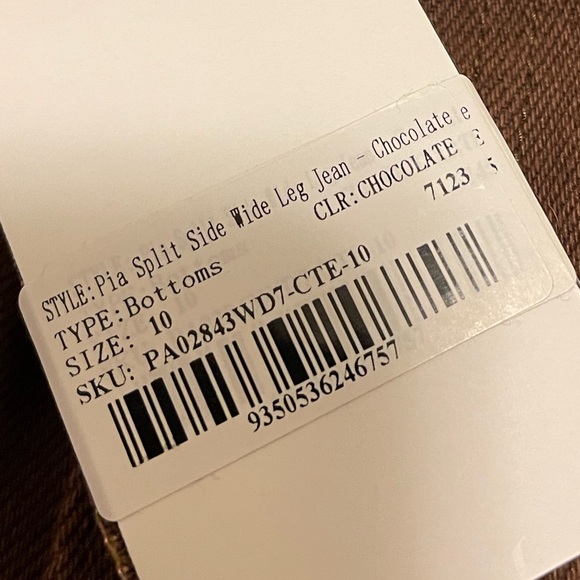 STYLE:Pia Split Side Wide Leg Jean - Chocolate
CLR:CHOCOLATE
TYPE:Bottoms
7123
SIZE: 10
SKU: PA02843WD7-CTE-10
9350536246757